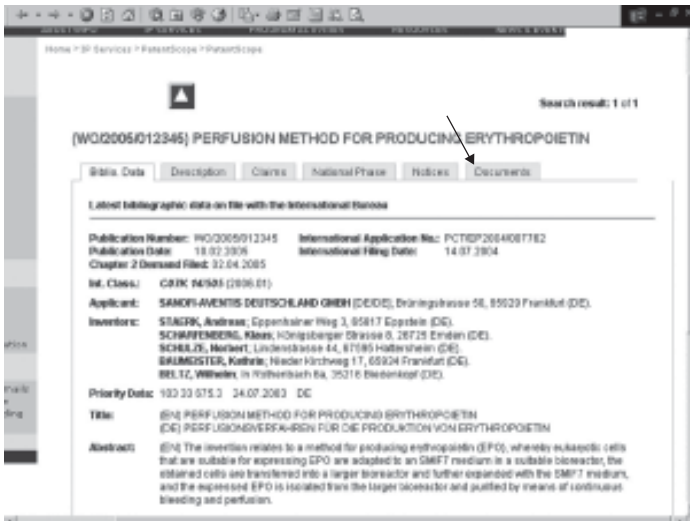 Home > IP Services > PatentScope > PatentScope
Search result: 1 of 1
(WO/2005/012345) PERFUSION METHOD FOR PRODUCING ERYTHROPOIETIN
Biblio. Data Description Claims National Phase Notices Documents
Latest bibliographic data on file with the International Bureau
Publication Number: WO/2005/012345 International Application No.: PCT/EP2004/007762
Publication Date: 10.02.2005 International Filing Date: 14.07.2004
Chapter 2 Demand Filed: 02.04.2005
Int. Class.: C07K 14/505 (2006.01)
Applicant: SANOFI-AVENTIS DEUTSCHLAND GMBH [DE/DE]; Brüningstrasse 50, 65929 Frankfurt (DE).
Inventors: STAERK, Andreas; Eppenhainer Weg 3, 65817 Eppstein (DE).
SCHARFENBERG, Klaus; Königsberger Strasse 8, 26725 Emden (DE).
SCHULZE, Norbert; Lindenstrasse 44, 67595 Hattersheim (DE).
BAUMEISTER, Kathrin; Nieder Kirchweg 17, 65934 Frankfurt (DE).
BELTZ, Wilhelm; In Rothenbach 8a, 35216 Biedenkopf (DE).
Priority Data: 103 33 675.3 24.07.2003 DE
Title: (EN) PERFUSION METHOD FOR PRODUCING ERYTHROPOIETIN
(DE) PERFUSIONSVERFAHREN FÜR DIE PRODUKTION VON ERYTHROPOIETIN
Abstract: (EN) The invention relates to a method for producing erythropoietin (EPO), whereby eukaryotic cells
that are suitable for expressing EPO are adapted to an SMIF7 medium in a suitable bioreactor, the
obtained cells are transferred into a larger bioreactor and further expanded with the SMIF7 medium,
and the expressed EPO is isolated from the larger bioreactor and purified by means of continuous
bleeding and perfusion.